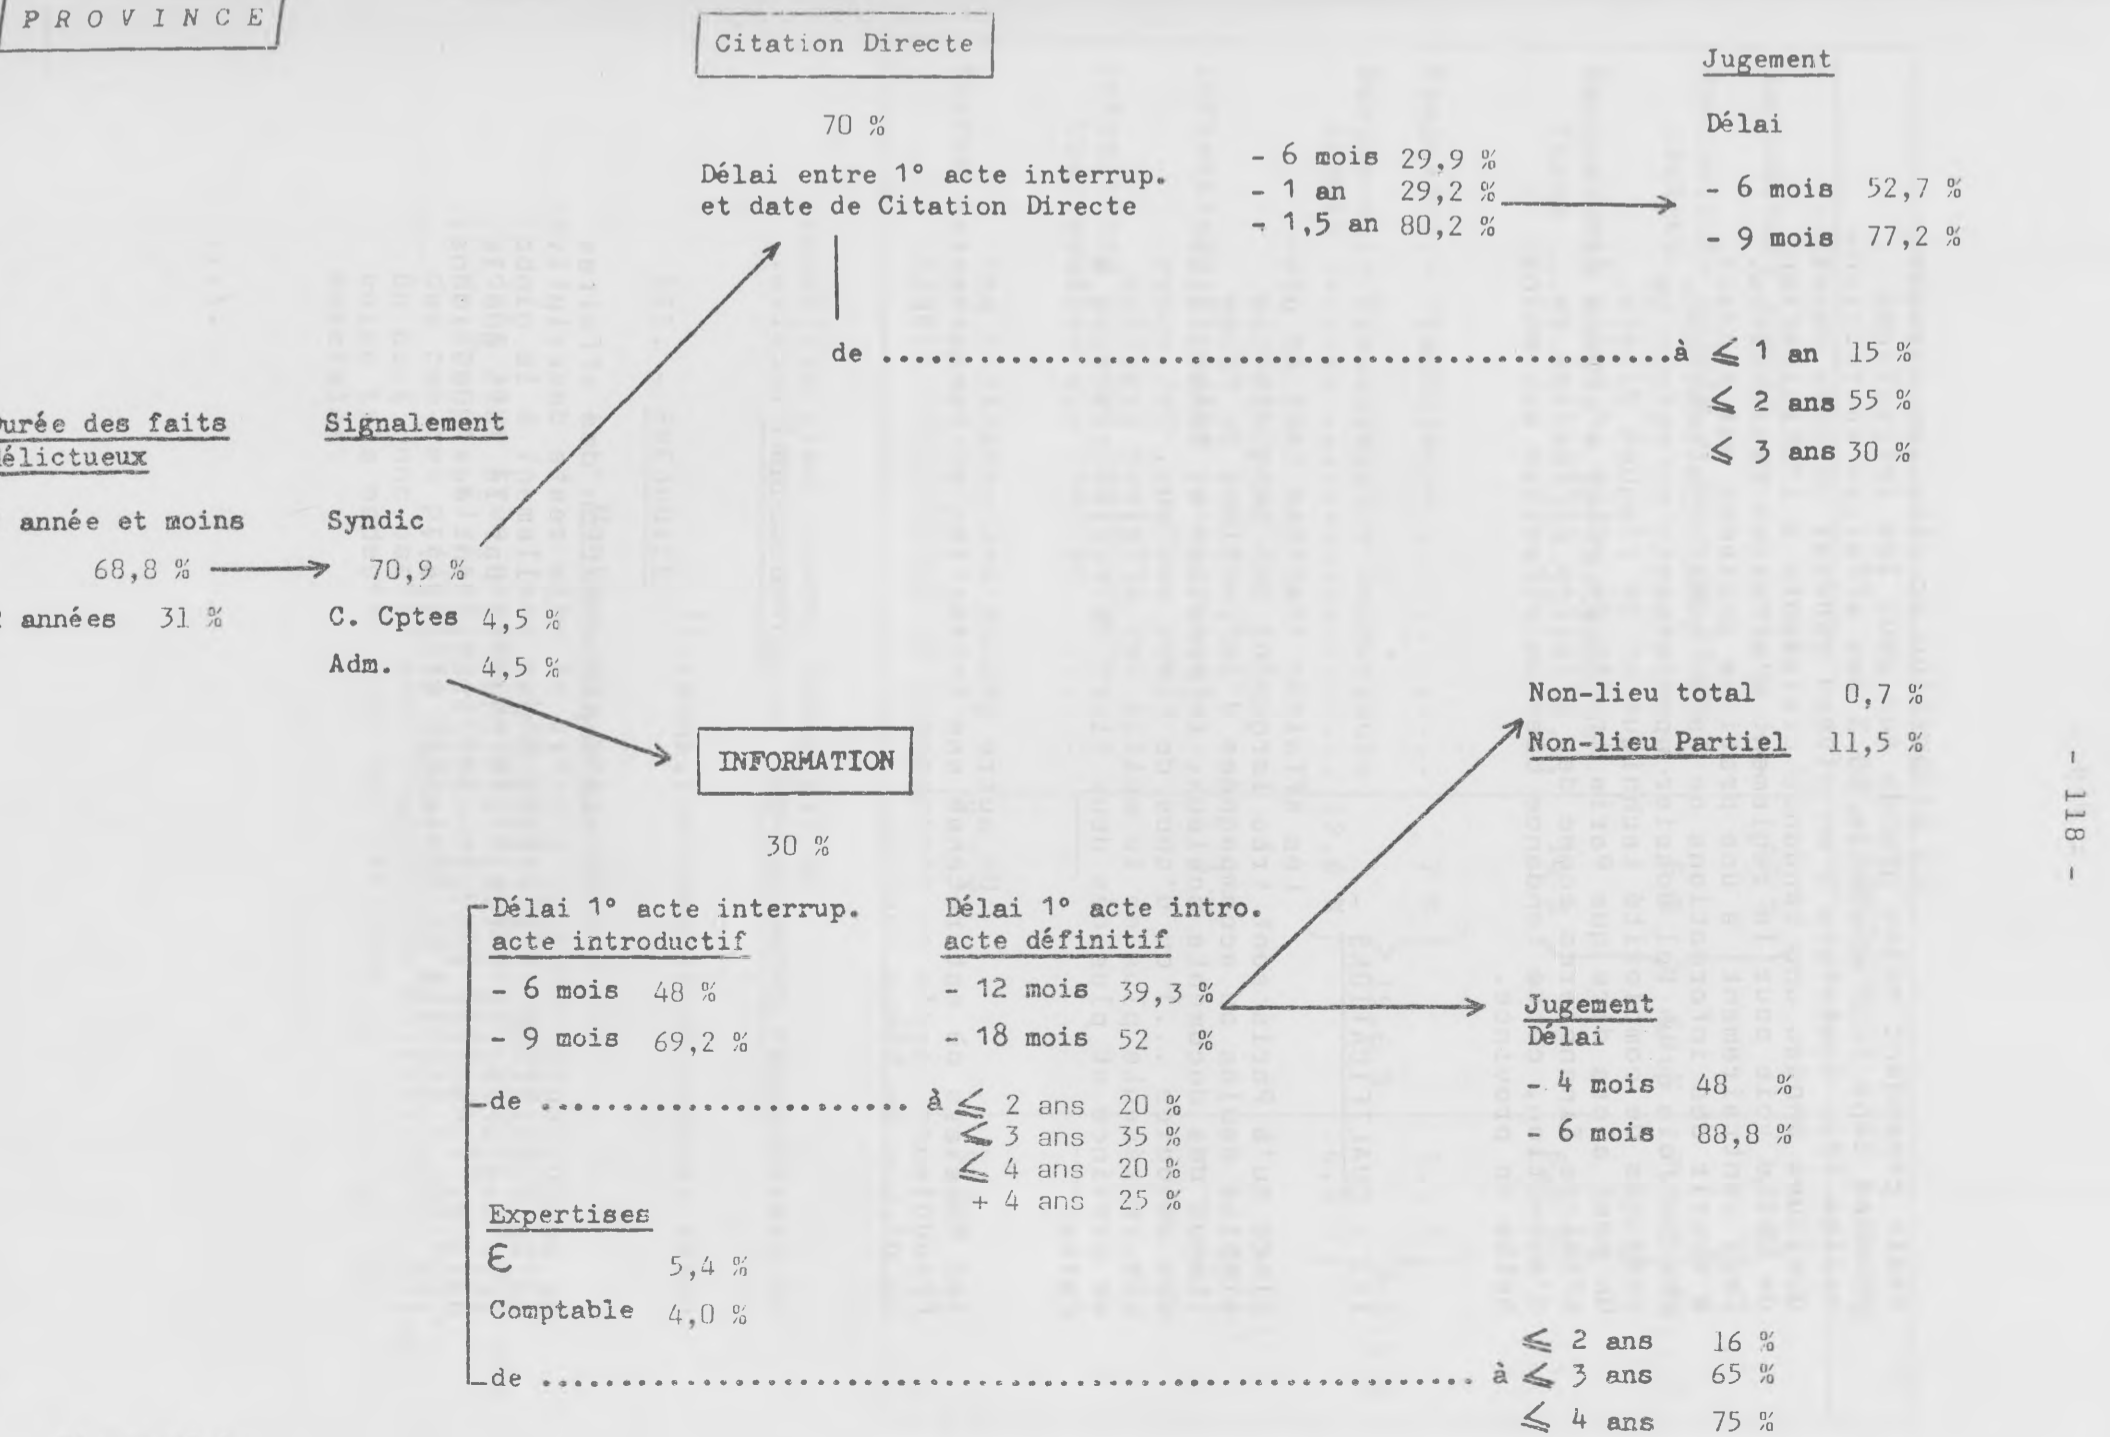 PROVINCE
Citation Directe
70 %
Délai entre 1° acte interrup.
et date de Citation Directe
- 6 mois 29,9 %
- 1 an 29,2 %
- 1,5 an 80,2 %
Jugement
Délai
- 6 mois 52,7 %
- 9 mois 77,2 %
de ................................................à ≤ 1 an 15 %
≤ 2 ans 55 %
≤ 3 ans 30 %
urée des faits
élictueux
année et moins
68,8 %
années 31 %
Signalement
Syndic
70,9 %
C. Cptes 4,5 %
Adm. 4,5 %
INFORMATION
30 %
Non-lieu total 0,7 %
Non-lieu Partiel 11,5 %
Délai 1° acte interrup.
acte introductif
- 6 mois 48 %
- 9 mois 69,2 %
Délai 1° acte intro.
acte définitif
- 12 mois 39,3 %
- 18 mois 52 %
Jugement
Délai
- 4 mois 48 %
- 6 mois 88,8 %
de ....................... à ≤ 2 ans 20 %
≤ 3 ans 35 %
≤ 4 ans 20 %
+ 4 ans 25 %
Expertises
ε 5,4 %
Comptable 4,0 %
≤ 2 ans 16 %
de ......................................................... à ≤ 3 ans 65 %
≤ 4 ans 75 %
- 118 -